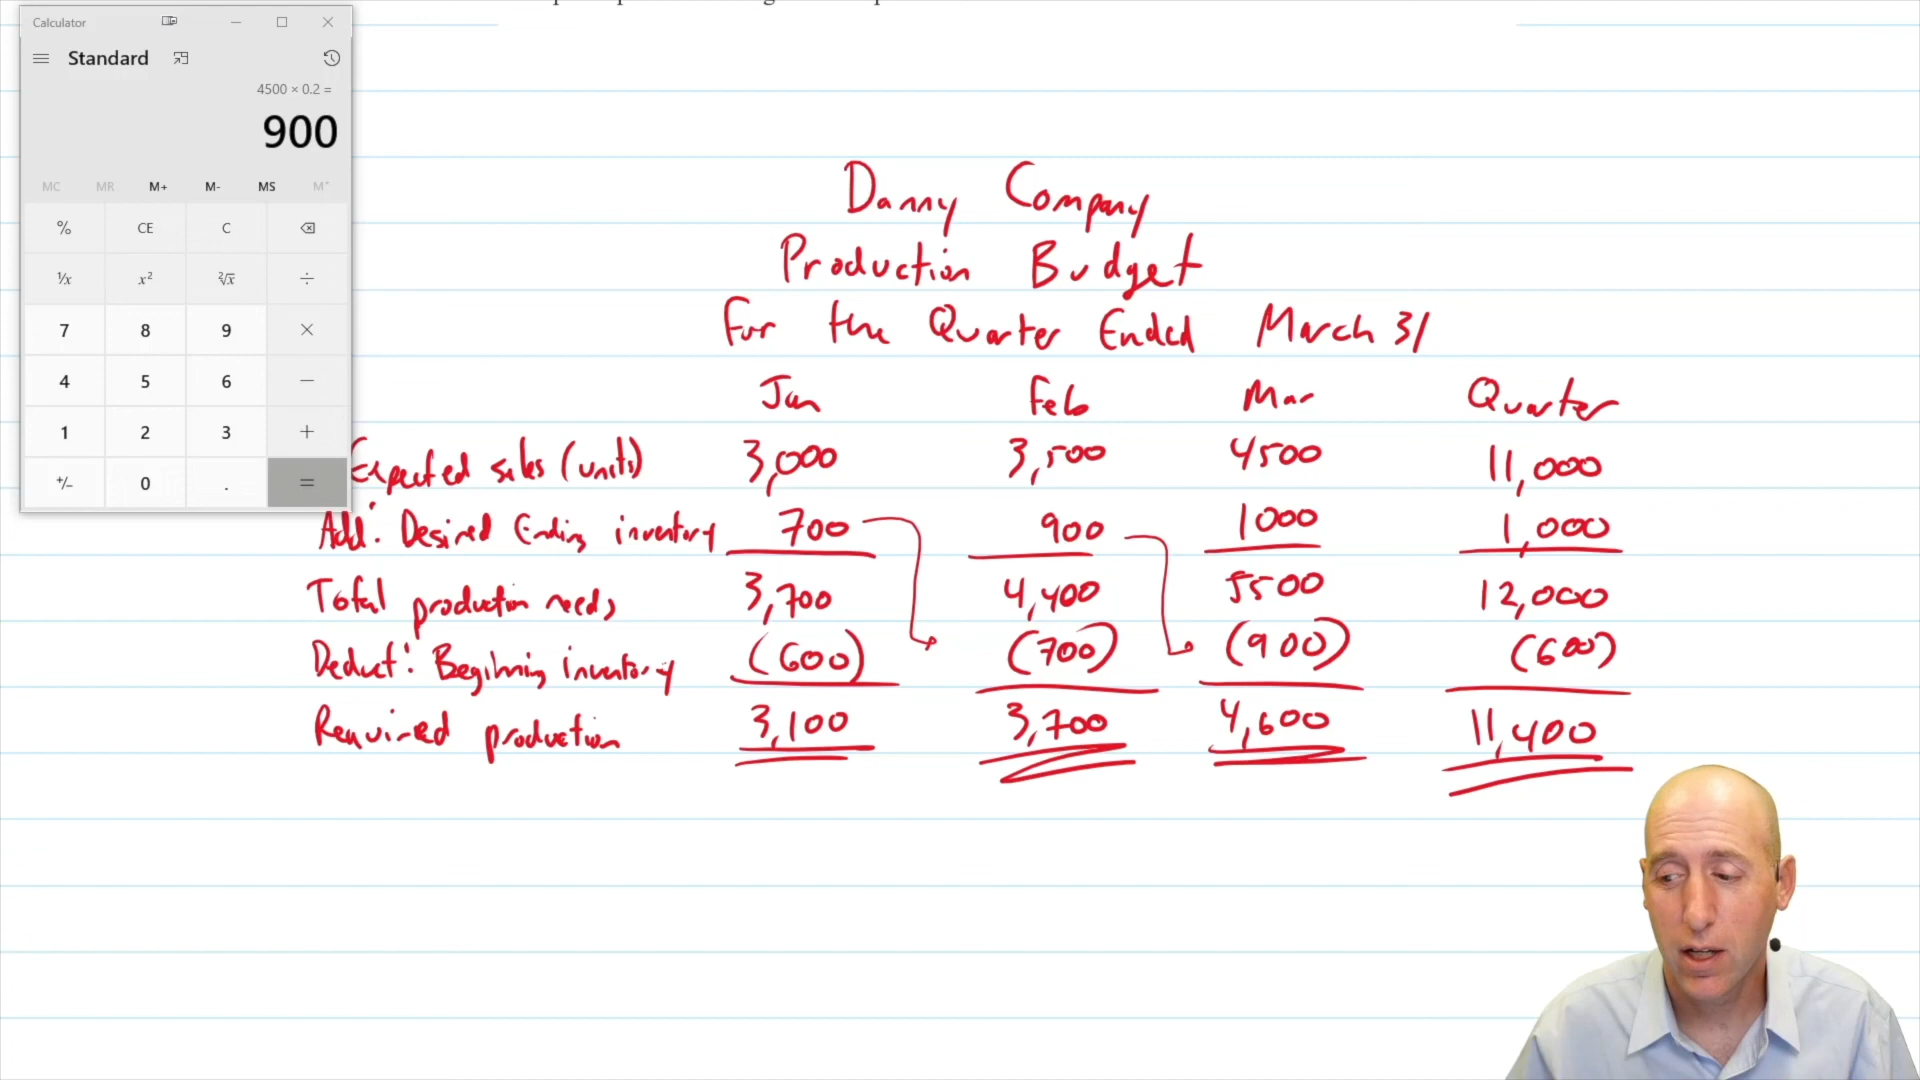 Calculator
Standard
4500 × 0.2 =
900
MC MR M+ M- MS M˅
% CE C
¹/x x² ²√x ÷
7 8 9 ×
4 5 6 −
1 2 3 +
+/− 0 . =
Danny Company
Production Budget
For the Quarter Ended March 31
Jan Feb Mar Quarter
Expected sales (units) 3,000 3,500 4500 11,000
Add: Desired Ending inventory 700 900 1000 1,000
Total production needs 3,700 4,400 5500 12,000
Deduct: Beginning inventory (600) (700) (900) (600)
Required production 3,100 3,700 4,600 11,400